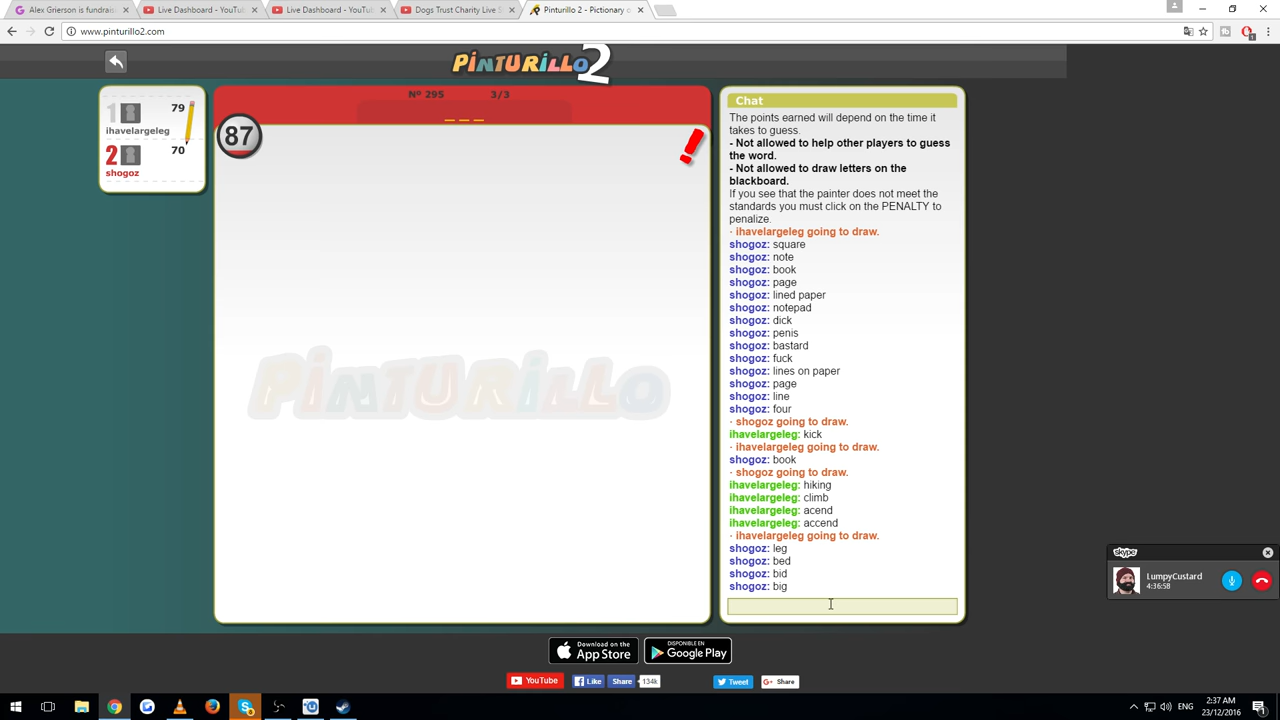 Alex Grierson is fundrais
Live Dashboard - YouTub
Live Dashboard - YouTub
Dogs Trust Charity Live S
Pinturillo 2 - Pictionary o
www.pinturillo2.com
PiNTURiLLO2
1
79
ihavelargeleg
2
70
shogoz
87
Nº 295
3/3
_ _ _
!
PiNTURiLLO
Chat
The points earned will depend on the time it
takes to guess.
- Not allowed to help other players to guess
the word.
- Not allowed to draw letters on the
blackboard.
If you see that the painter does not meet the
standards you must click on the PENALTY to
penalize.
· ihavelargeleg going to draw.
shogoz: square
shogoz: note
shogoz: book
shogoz: page
shogoz: lined paper
shogoz: notepad
shogoz: dick
shogoz: penis
shogoz: bastard
shogoz: fuck
shogoz: lines on paper
shogoz: page
shogoz: line
shogoz: four
· shogoz going to draw.
ihavelargeleg: kick
· ihavelargeleg going to draw.
shogoz: book
· shogoz going to draw.
ihavelargeleg: hiking
ihavelargeleg: climb
ihavelargeleg: acend
ihavelargeleg: accend
· ihavelargeleg going to draw.
shogoz: leg
shogoz: bed
shogoz: bid
shogoz: big
skype
LumpyCustard
4:36:58
Download on the
App Store
DISPONIBLE EN
Google Play
YouTube
Like
Share
134k
Tweet
Share
ENG
2:37 AM
23/12/2016